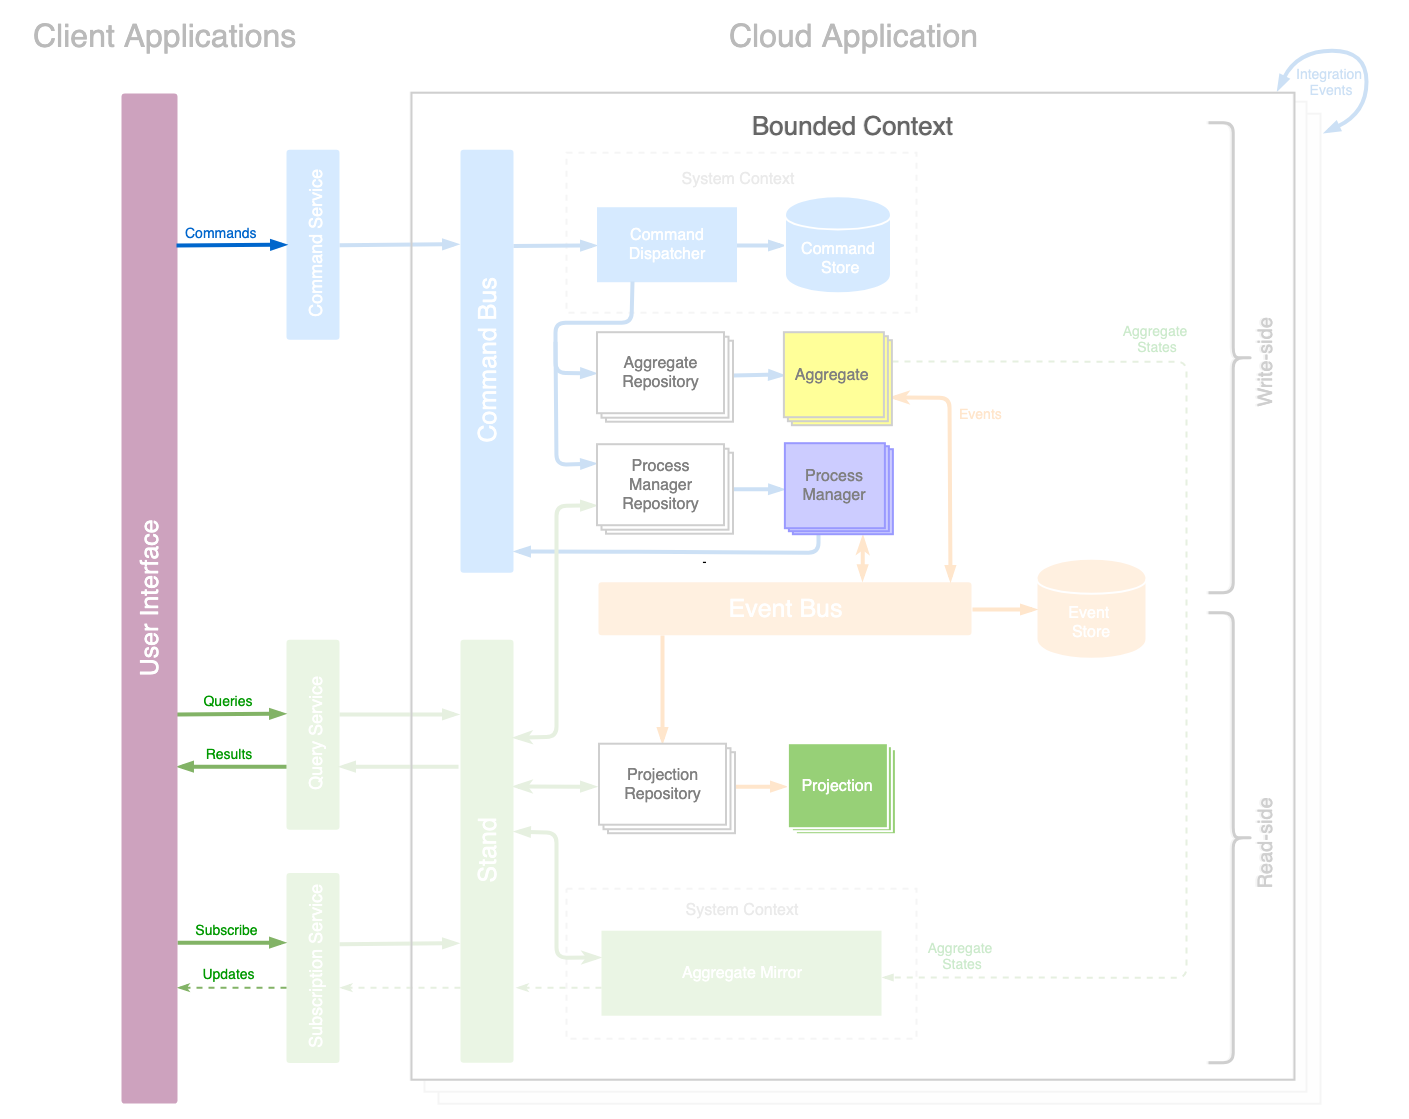 Client Applications
Cloud Application
Integration
Events
Bounded Context
System Context
Commands
Command Service
Command Bus
Command
Dispatcher
Command
Store
Aggregate
Repository
Aggregate
Aggregate
States
Write-side
Events
Process
Manager
Repository
Process
Manager
-
User Interface
Event Bus
Event
Store
Queries
Results
Query Service
Stand
Projection
Repository
Projection
Read-side
System Context
Subscribe
Updates
Subscription Service
Aggregate Mirror
Aggregate
States